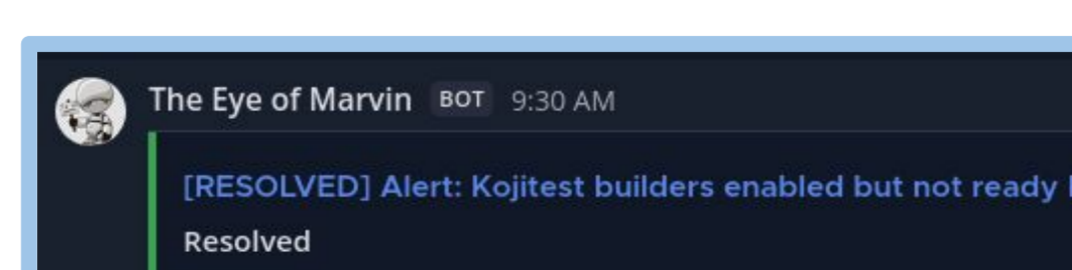 The Eye of Marvin BOT 9:30 AM
[RESOLVED] Alert: Kojitest builders enabled but not ready
Resolved